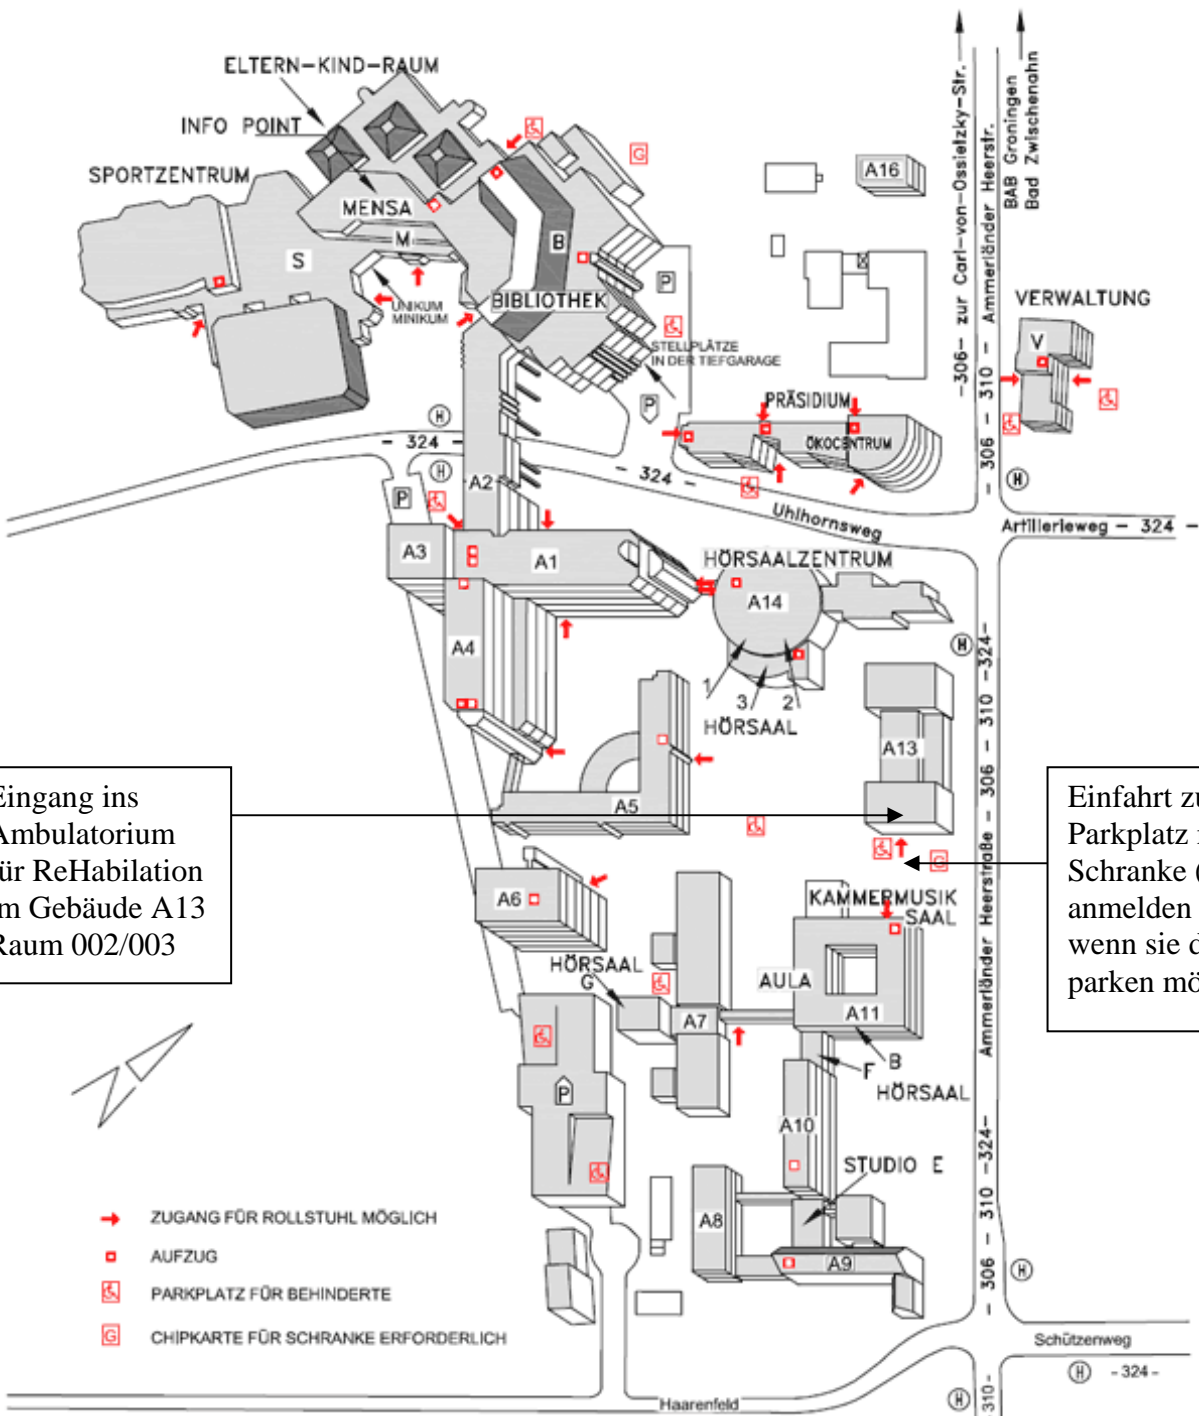 ELTERN-KIND-RAUM
INFO POINT
SPORTZENTRUM
MENSA
M
S
UNIKUM
MINIKUM
B
BIBLIOTHEK
G
P
STELLPLÄTZE
IN DER TIEFGARAGE
P
A16
-306- zur Carl-von-Ossietzky-Str.
Ammerländer Heerstr.
BAB Groningen
Bad Zwischenahn
VERWALTUNG
V
PRÄSIDIUM
ÖKOCENTRUM
- 306 - 310 -
H
H
- 324 -
H
- 324 -
P
A2
Uhlhornsweg
Artillerieweg - 324 -
A3
A1
HÖRSAALZENTRUM
A14
A4
1
3
2
HÖRSAAL
H
A13
A5
- 306 - 310 -324-
Eingang ins
Ambulatorium
für ReHabilation
im Gebäude A13
Raum 002/003
Einfahrt
Parkplatz
Schranke
anmelden
wenn sie
parken
G
A6
KAMMERMUSIK
SAAL
HÖRSAAL
G
AULA
A7
A11
Ammerländer Heerstraße
B
F
HÖRSAAL
P
A10
STUDIO E
A8
A9
- 306 - 310 -324-
H
ZUGANG FÜR ROLLSTUHL MÖGLICH
AUFZUG
PARKPLATZ FÜR BEHINDERTE
G CHIPKARTE FÜR SCHRANKE ERFORDERLICH
Schützenweg
H - 324 -
Haarenfeld
H
-310-